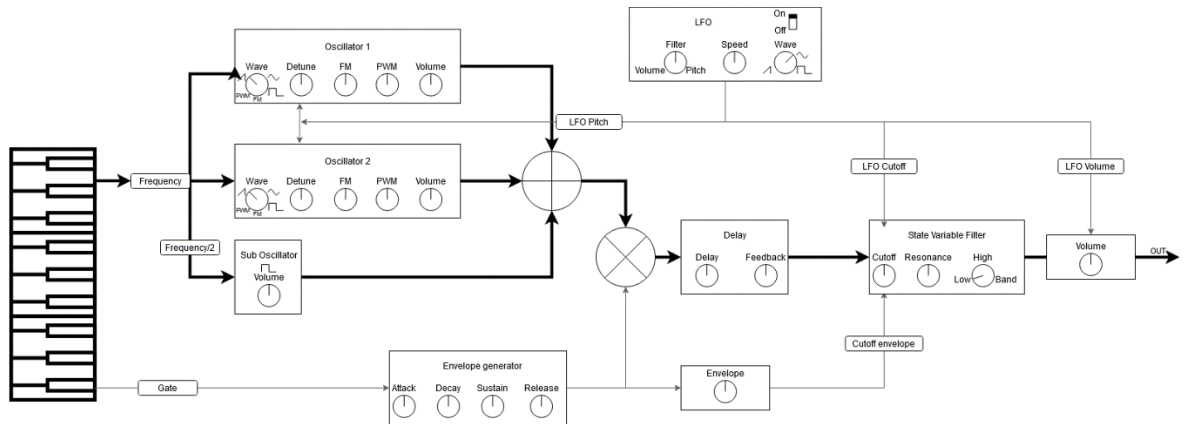 LFO
On
Off
Filter
Speed
Wave
Volume
Pitch
Oscillator 1
Wave
Detune
FM
PWM
Volume
PWM
FM
LFO Pitch
Oscillator 2
Wave
Detune
FM
PWM
Volume
PWM
FM
LFO Cutoff
LFO Volume
Frequency
Frequency/2
Sub Oscillator
Volume
Delay
Delay
Feedback
State Variable Filter
Cutoff
Resonance
High
Low
Band
Volume
OUT
Cutoff envelope
Envelope generator
Attack
Decay
Sustain
Release
Envelope
Gate